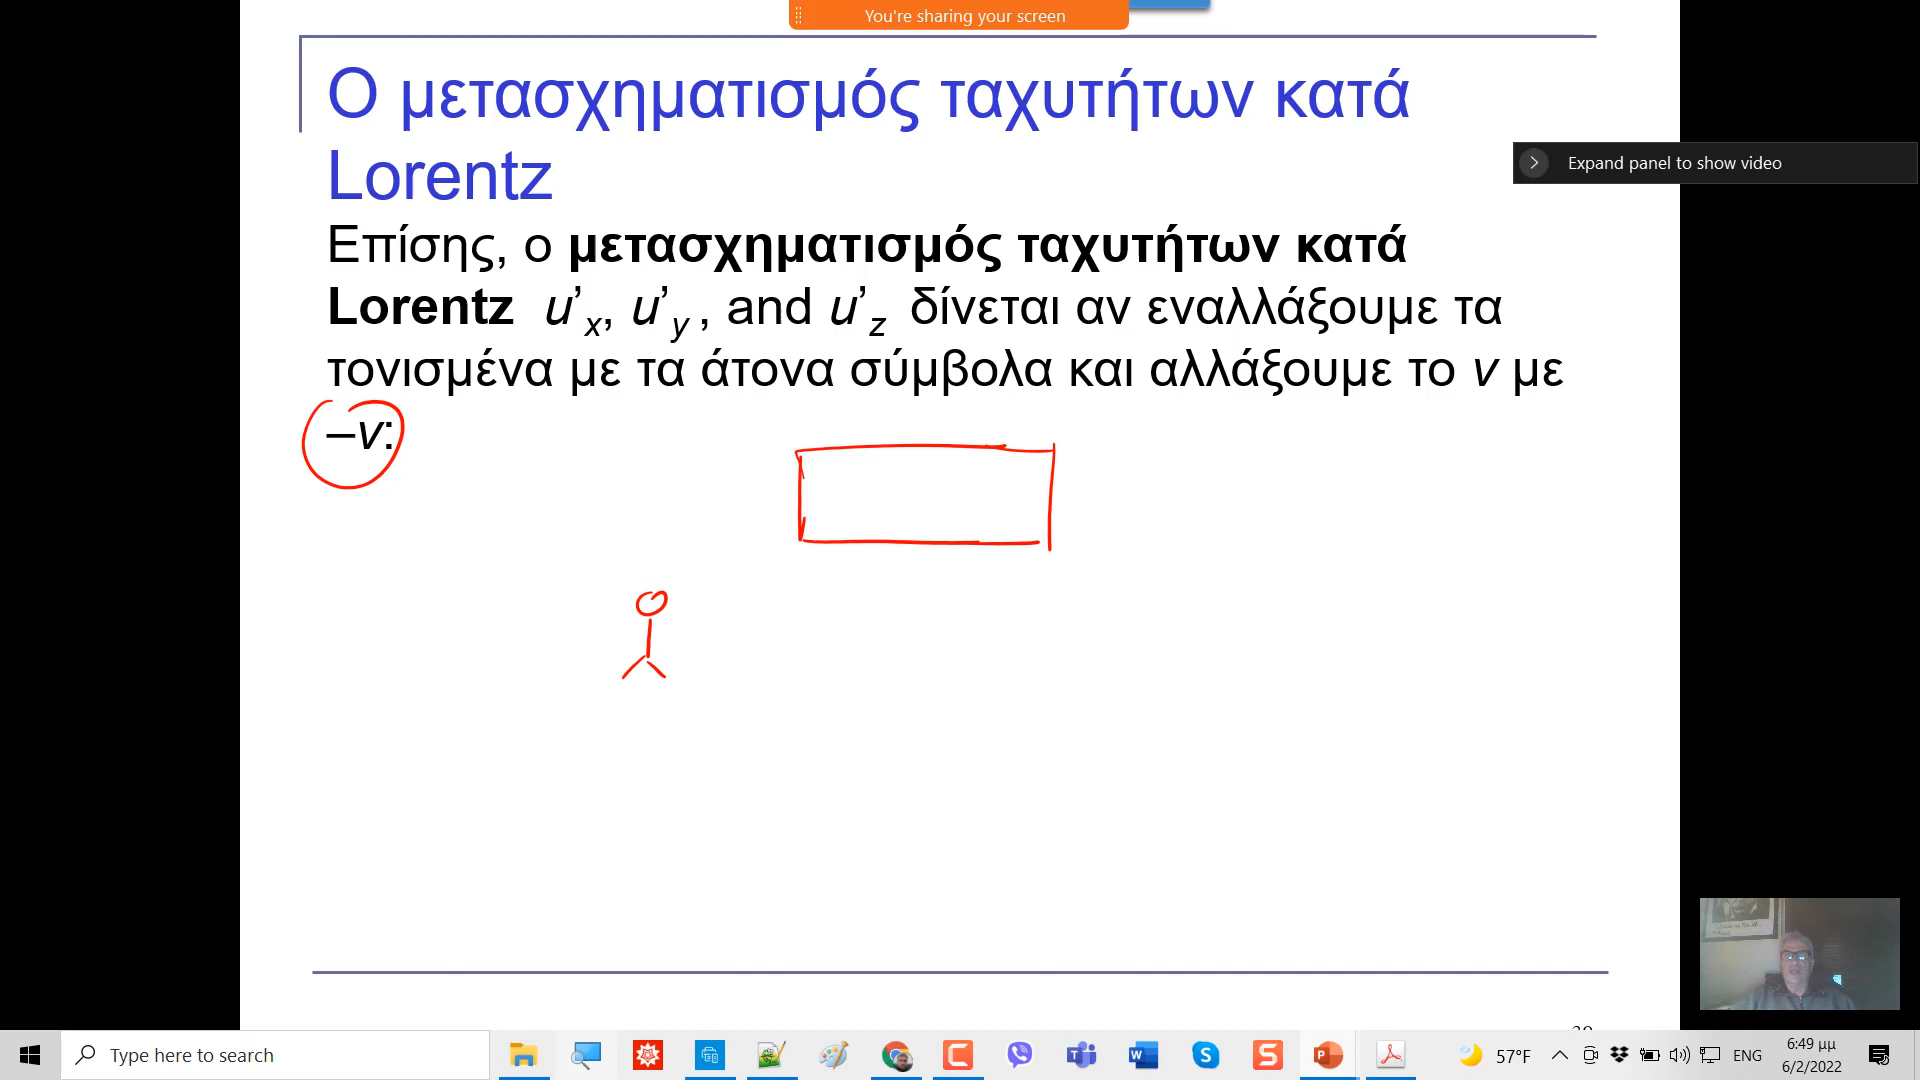 You're sharing your screen
Ο μετασχηματισμός ταχυτήτων κατά
Lorentz
Expand panel to show video
Επίσης, ο μετασχηματισμός ταχυτήτων κατά
Lorentz u’x, u’y , and u’z δίνεται αν εναλλάξουμε τα
τονισμένα με τα άτονα σύμβολα και αλλάξουμε το v με
–v:
Type here to search
57°F
ENG
6:49 μμ
6/2/2022